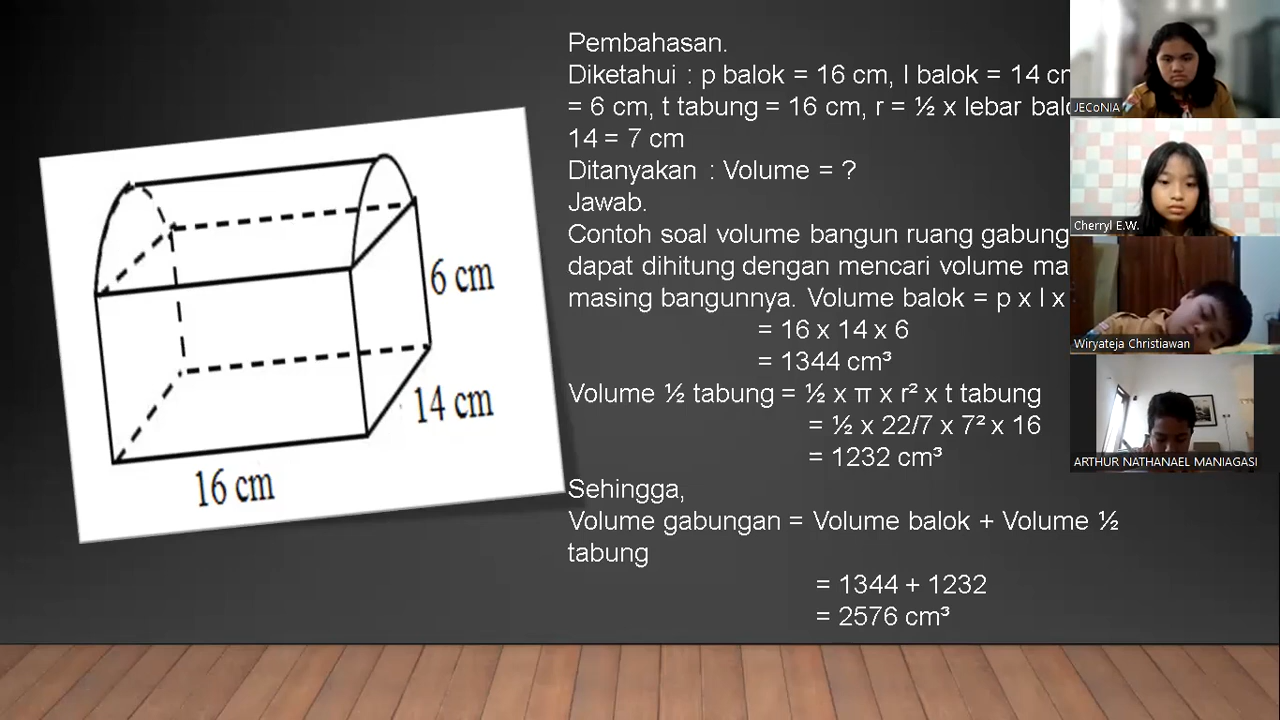 Pembahasan.
Diketahui : p balok = 16 cm, l balok = 14
= 6 cm, t tabung = 16 cm, r = ½ x lebar
14 = 7 cm
Ditanyakan : Volume = ?
Jawab.
Contoh soal volume bangun ruang
dapat dihitung dengan mencari volume
masing bangunnya. Volume balok = p x l x
= 16 x 14 x 6
= 1344 cm³
Volume ½ tabung = ½ x π x r² x t tabung
= ½ x 22/7 x 7² x 16
= 1232 cm³
Sehingga,
Volume gabungan = Volume balok + Volume ½
tabung
= 1344 + 1232
= 2576 cm³
6 cm
14 cm
16 cm
JECoNIA
Cherryl E.W.
Wiryateja Christiawan
ARTHUR NATHANAEL MANIAGASI